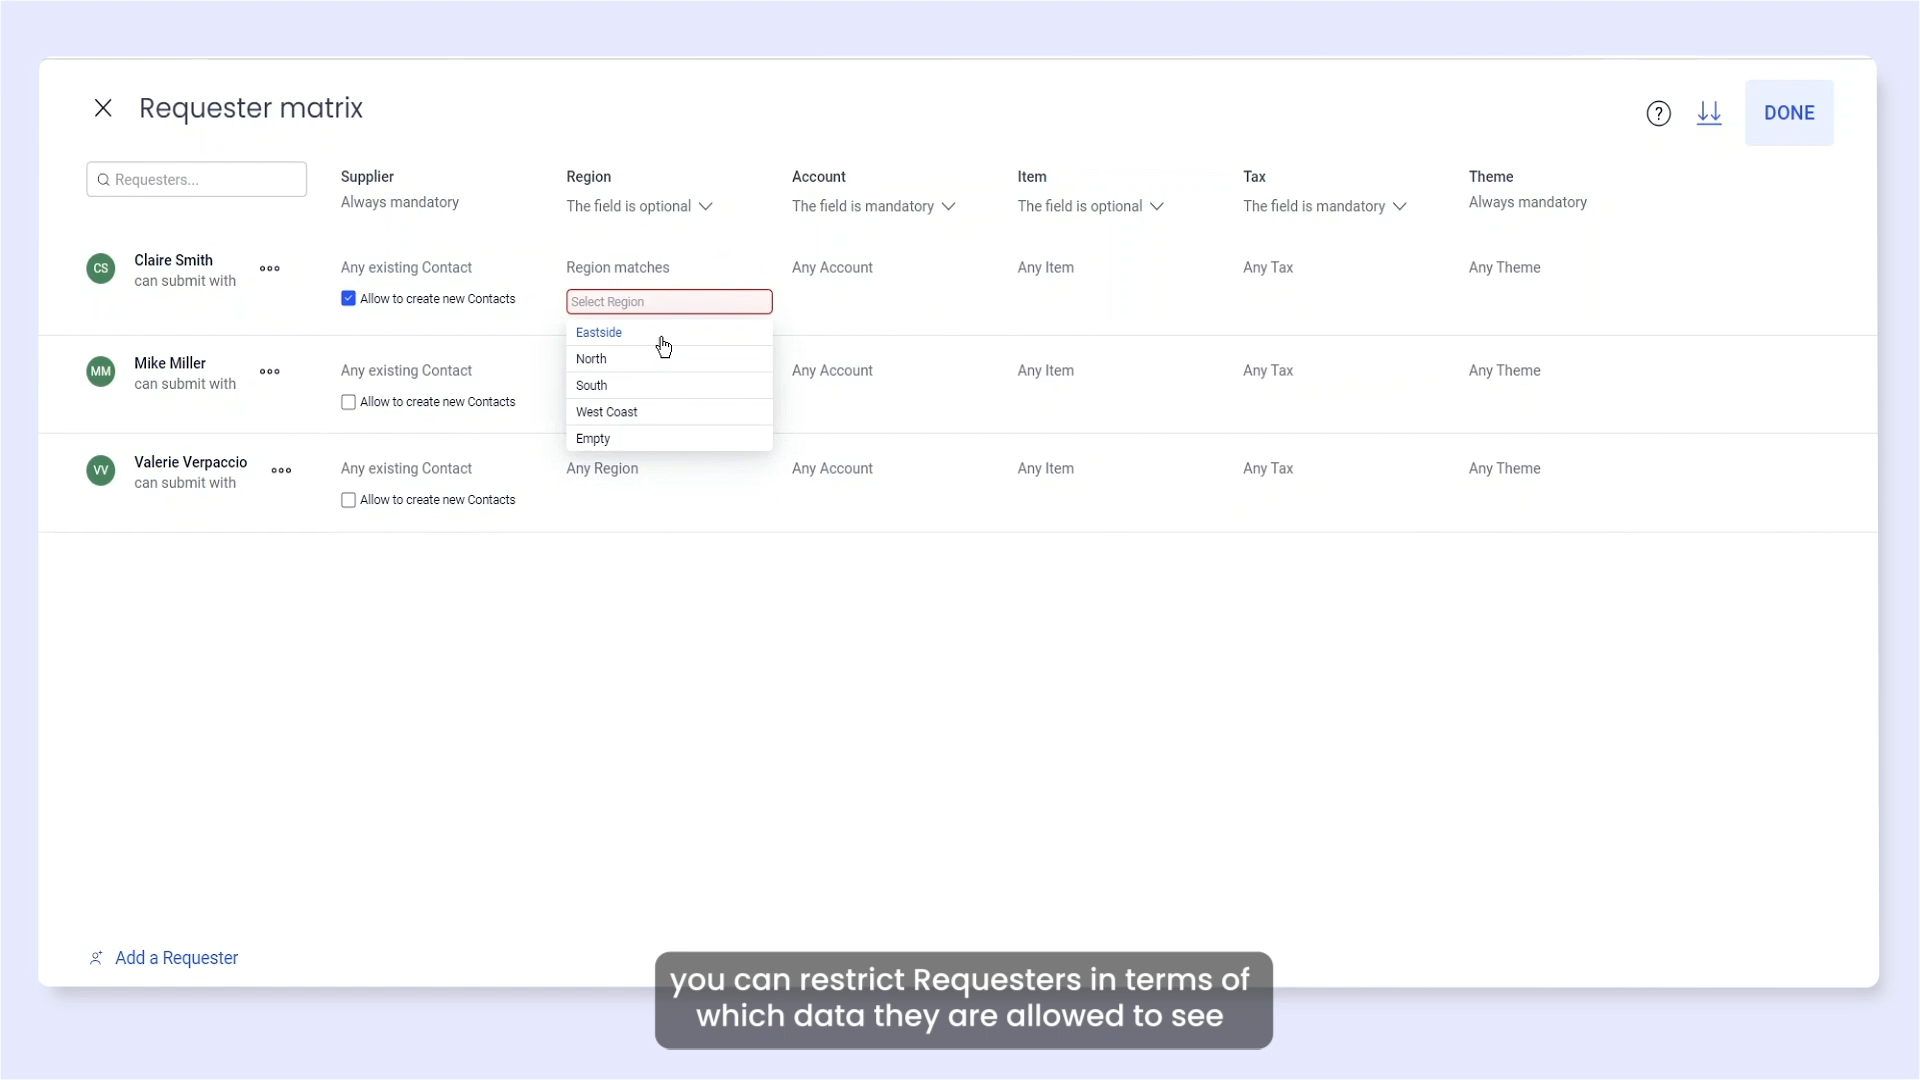 Requester matrix
?
DONE
Requesters...
Supplier
Region
Account
Item
Tax
Theme
Always mandatory
The field is optional
The field is mandatory
The field is optional
The field is mandatory
Always mandatory
CS
Claire Smith
can submit with
Any existing Contact
Region matches
Any Account
Any Item
Any Tax
Any Theme
Allow to create new Contacts
Select Region
Eastside
North
South
West Coast
Empty
MM
Mike Miller
can submit with
Any existing Contact
Any Account
Any Item
Any Tax
Any Theme
Allow to create new Contacts
VV
Valerie Verpaccio
can submit with
Any existing Contact
Any Region
Any Account
Any Item
Any Tax
Any Theme
Allow to create new Contacts
Add a Requester
you can restrict Requesters in terms of
which data they are allowed to see